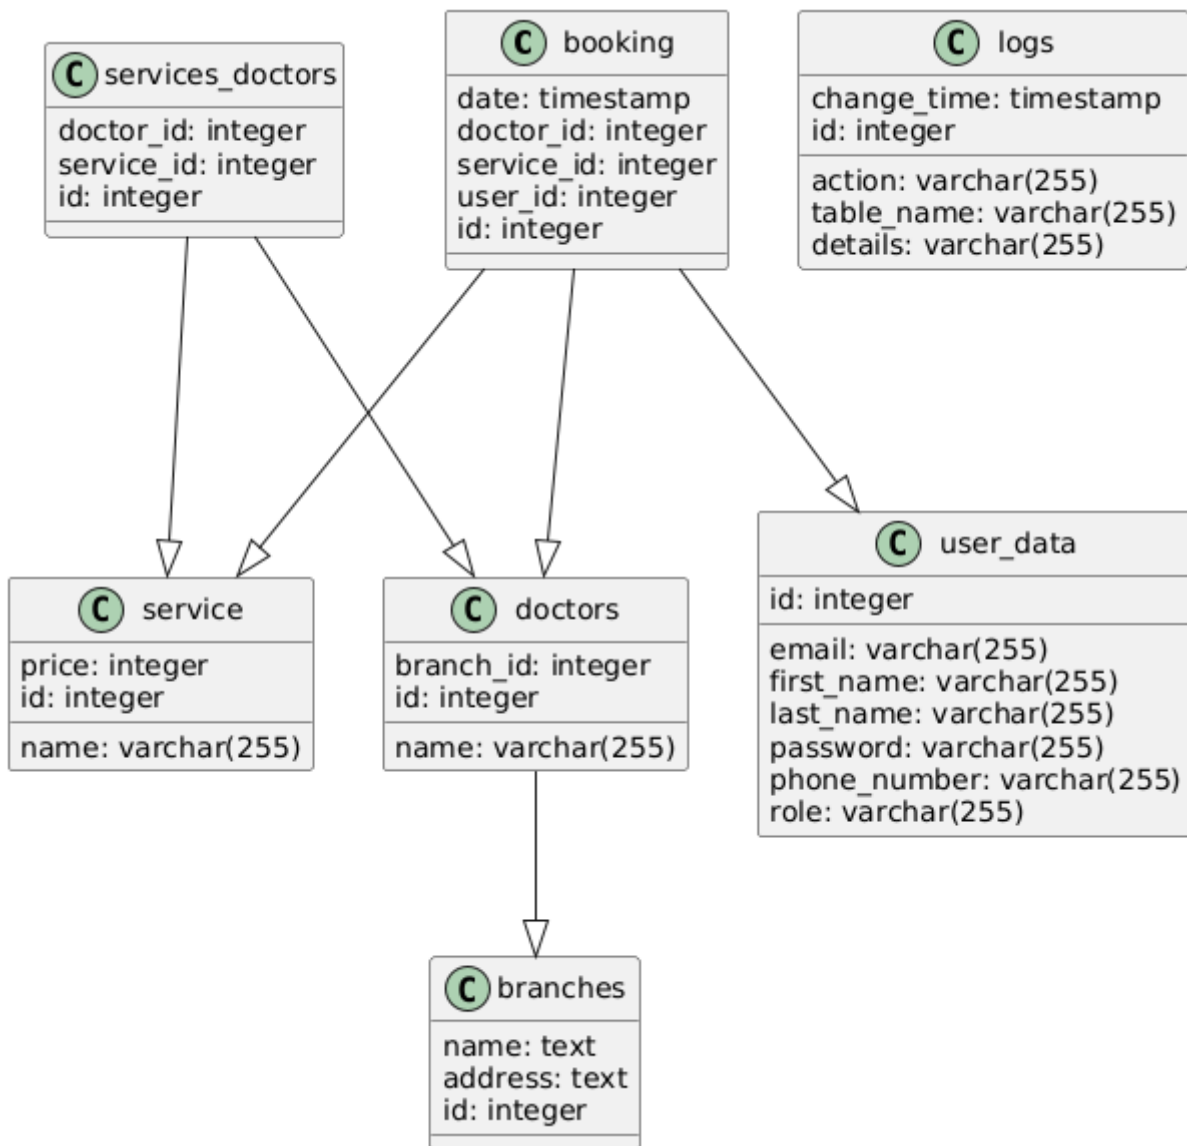 C services_doctors
doctor_id: integer
service_id: integer
id: integer
C booking
date: timestamp
doctor_id: integer
service_id: integer
user_id: integer
id: integer
C logs
change_time: timestamp
id: integer
action: varchar(255)
table_name: varchar(255)
details: varchar(255)
C service
price: integer
id: integer
name: varchar(255)
C doctors
branch_id: integer
id: integer
name: varchar(255)
C user_data
id: integer
email: varchar(255)
first_name: varchar(255)
last_name: varchar(255)
password: varchar(255)
phone_number: varchar(255)
role: varchar(255)
C branches
name: text
address: text
id: integer